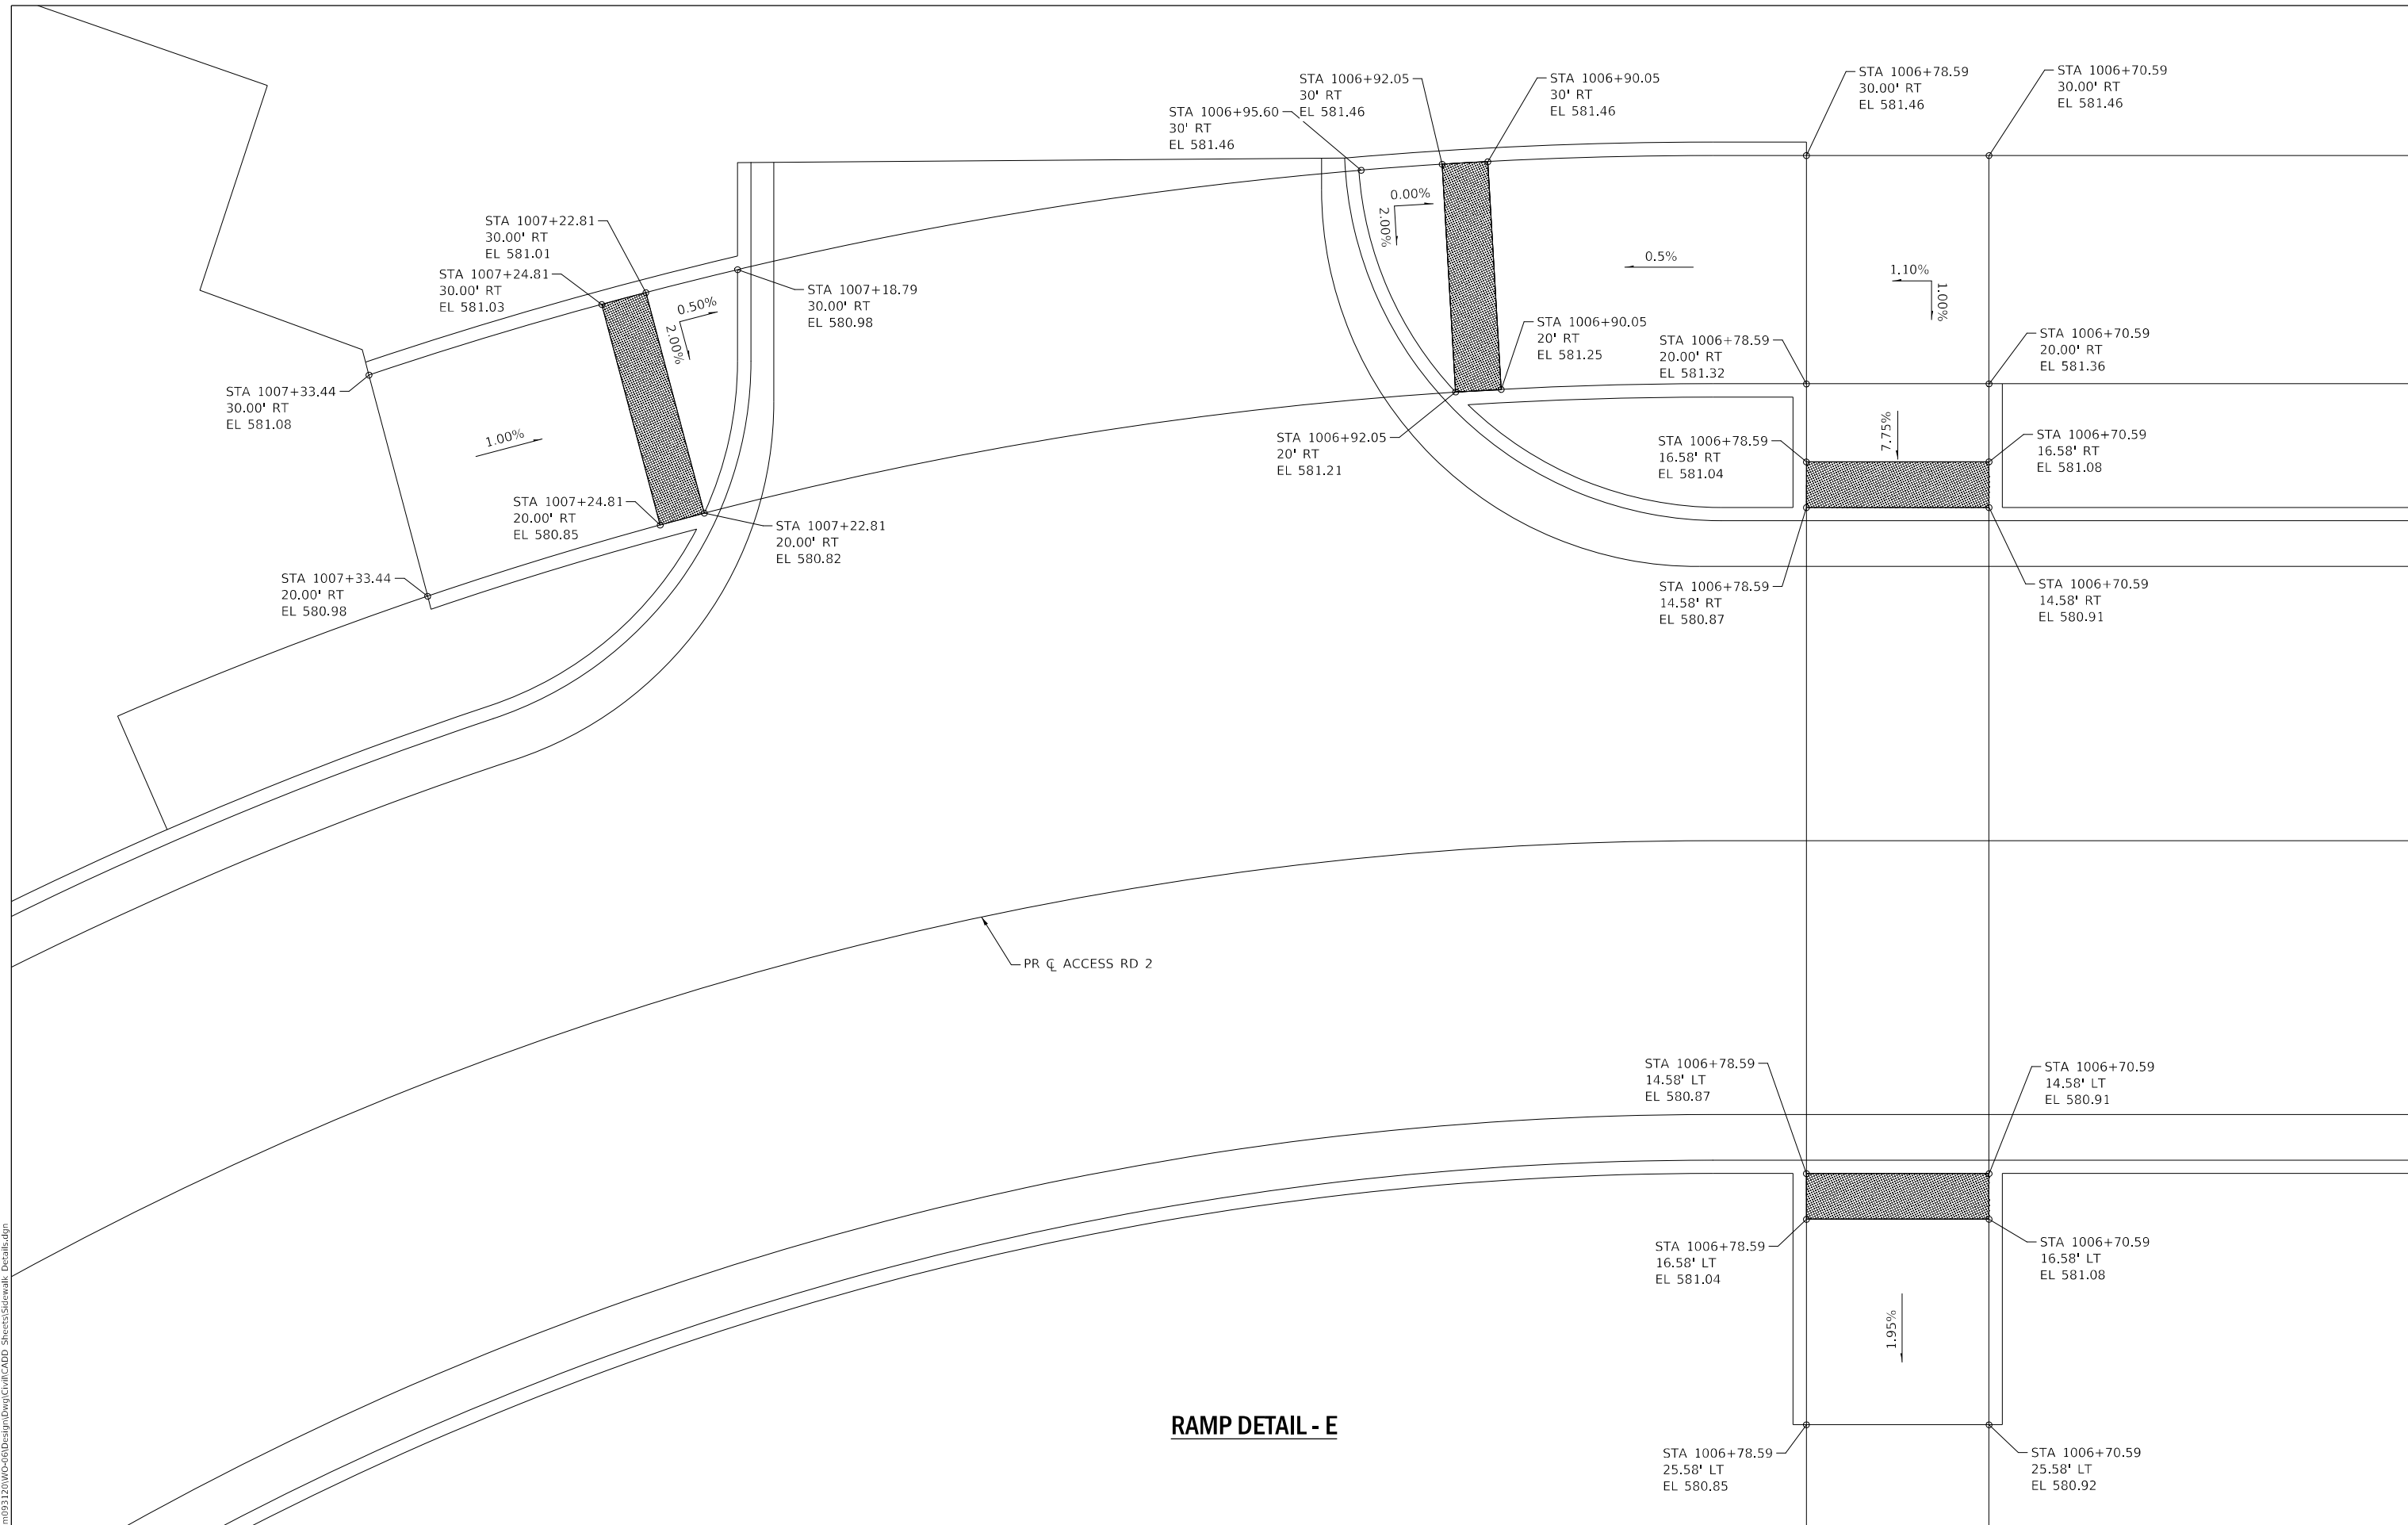 STA 1006+92.05
30' RT
EL 581.46
STA 1006+90.05
30' RT
EL 581.46
STA 1006+78.59
30.00' RT
EL 581.46
STA 1006+70.59
30.00' RT
EL 581.46
STA 1006+95.60
30' RT
EL 581.46
STA 1007+22.81
30.00' RT
EL 581.01
STA 1007+24.81
30.00' RT
EL 581.03
0.50%
2.00%
STA 1007+18.79
30.00' RT
EL 580.98
0.00%
2.00%
0.5%
1.10%
1.00%
STA 1006+90.05
20' RT
EL 581.25
STA 1006+78.59
20.00' RT
EL 581.32
STA 1006+70.59
20.00' RT
EL 581.36
STA 1007+33.44
30.00' RT
EL 581.08
1.00%
STA 1006+92.05
20' RT
EL 581.21
STA 1006+78.59
16.58' RT
EL 581.04
7.75%
STA 1006+70.59
16.58' RT
EL 581.08
STA 1007+24.81
20.00' RT
EL 580.85
STA 1007+22.81
20.00' RT
EL 580.82
STA 1007+33.44
20.00' RT
EL 580.98
STA 1006+78.59
14.58' RT
EL 580.87
STA 1006+70.59
14.58' RT
EL 580.91
PR ℄ ACCESS RD 2
STA 1006+78.59
14.58' LT
EL 580.87
STA 1006+70.59
14.58' LT
EL 580.91
STA 1006+78.59
16.58' LT
EL 581.04
STA 1006+70.59
16.58' LT
EL 581.08
1.95%
STA 1006+78.59
25.58' LT
EL 580.85
STA 1006+70.59
25.58' LT
EL 580.92
RAMP DETAIL - E
m093120\WO-06\Design\Dwg\Civil\CADD Sheets\Sidewalk Details.dgn